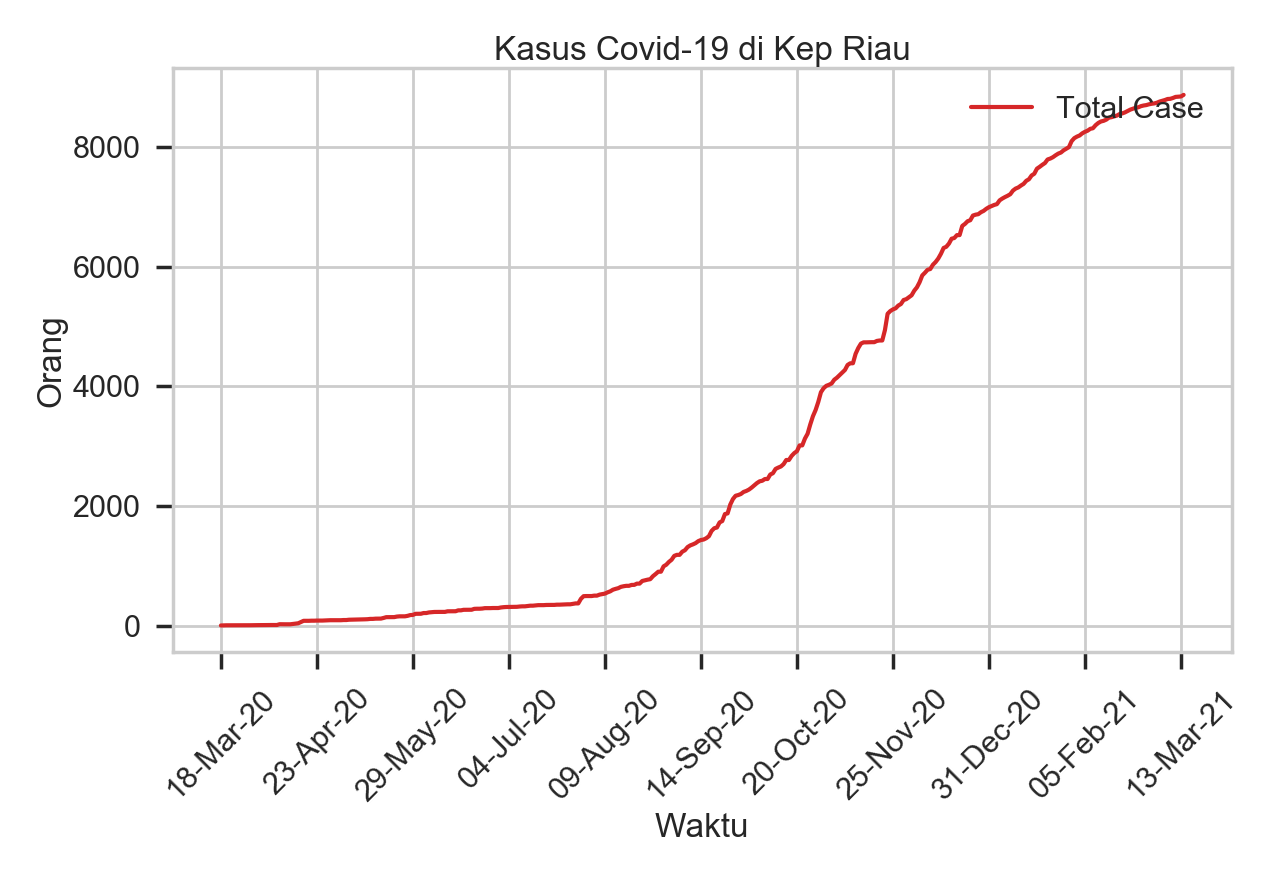 Kasus Covid-19 di Kep Riau
Total Case
8000
6000
4000
2000
0
Orang
18-Mar-20
23-Apr-20
29-May-20
04-Jul-20
09-Aug-20
14-Sep-20
20-Oct-20
25-Nov-20
31-Dec-20
05-Feb-21
13-Mar-21
Waktu